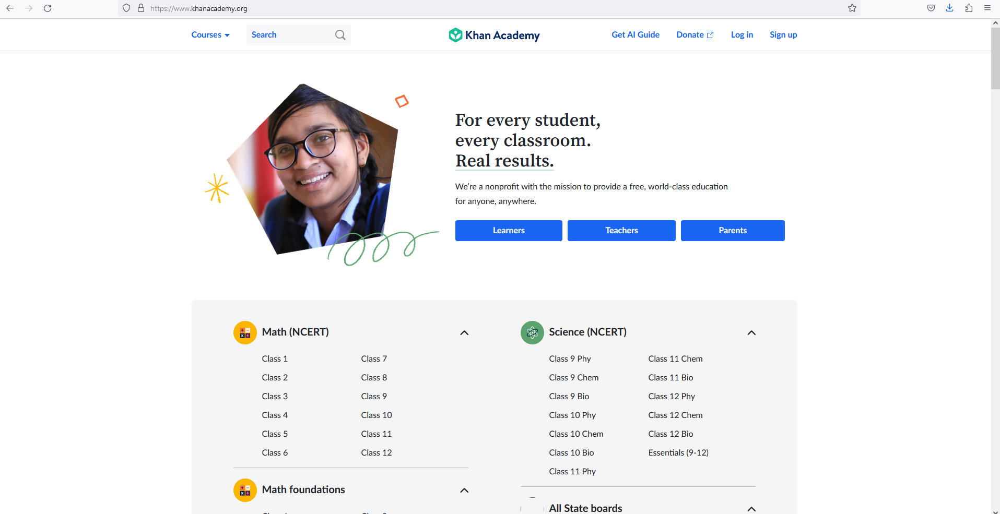 https://www.khanacademy.org
Courses
Search
Khan Academy
Get AI Guide
Donate
Log in
Sign up
For every student,
every classroom.
Real results.
We’re a nonprofit with the mission to provide a free, world-class education
for anyone, anywhere.
Learners
Teachers
Parents
Math (NCERT)
Class 1
Class 2
Class 3
Class 4
Class 5
Class 6
Class 7
Class 8
Class 9
Class 10
Class 11
Class 12
Math foundations
Science (NCERT)
Class 9 Phy
Class 9 Chem
Class 9 Bio
Class 10 Phy
Class 10 Chem
Class 10 Bio
Class 11 Phy
Class 11 Chem
Class 11 Bio
Class 12 Phy
Class 12 Chem
Class 12 Bio
Essentials (9-12)
All State boards